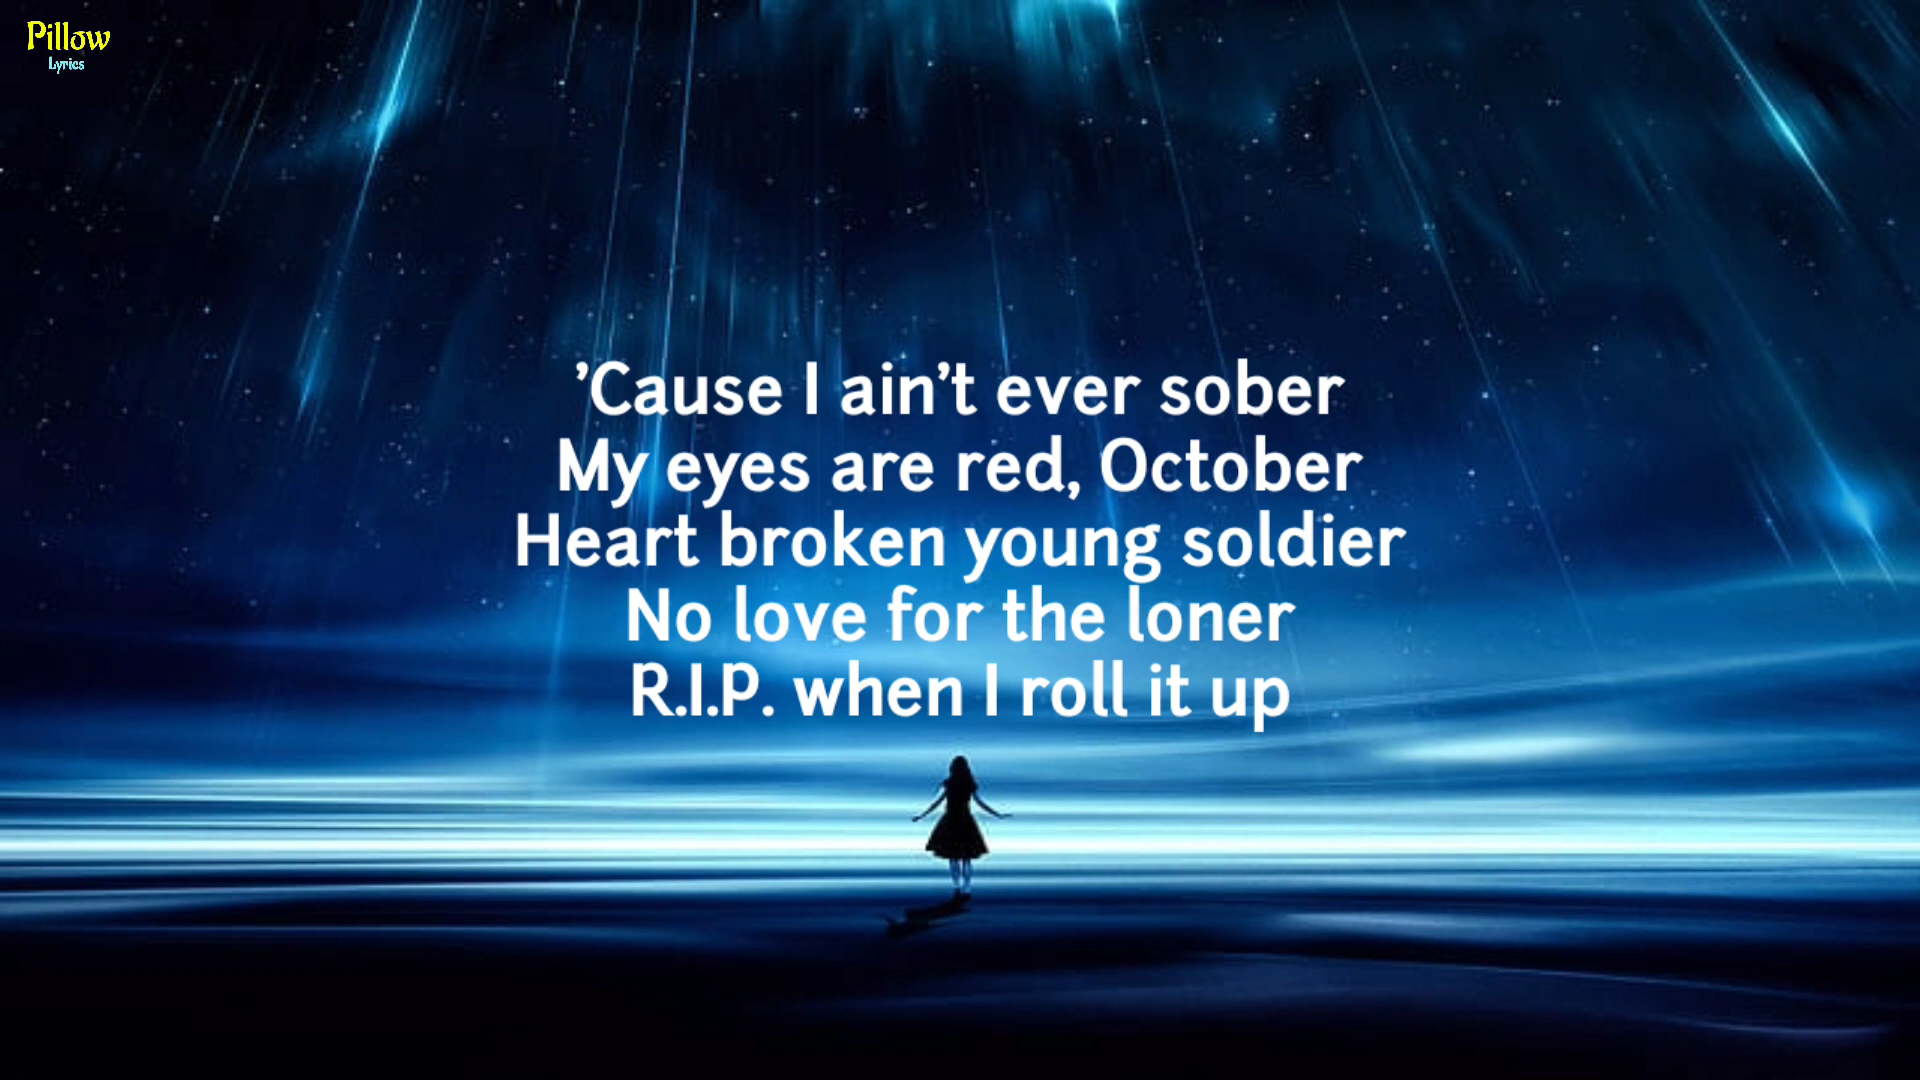 Pillow
Lyrics
’Cause I ain’t ever sober
My eyes are red, October
Heart broken young soldier
No love for the loner
R.I.P. when I roll it up